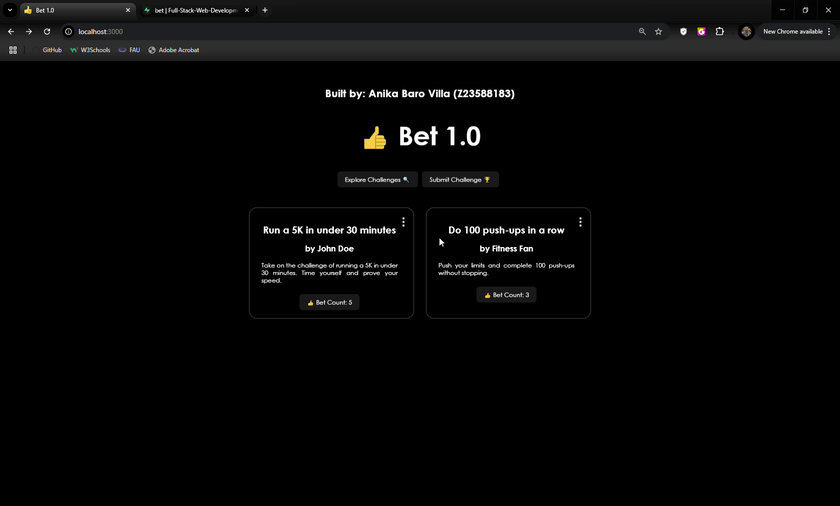 Bet 1.0
bet | Full-Stack-Web-Developm
localhost:3000
New Chrome available
GitHub
W3Schools
FAU
Adobe Acrobat
Built by: Anika Baro Villa (Z23588183)
👍 Bet 1.0
Explore Challenges 🔍
Submit Challenge 🏆
Run a 5K in under 30 minutes
by John Doe
Take on the challenge of running a 5K in under
30 minutes. Time yourself and prove your
speed.
👍 Bet Count: 5
Do 100 push-ups in a row
by Fitness Fan
Push your limits and complete 100 push-ups
without stopping.
👍 Bet Count: 3